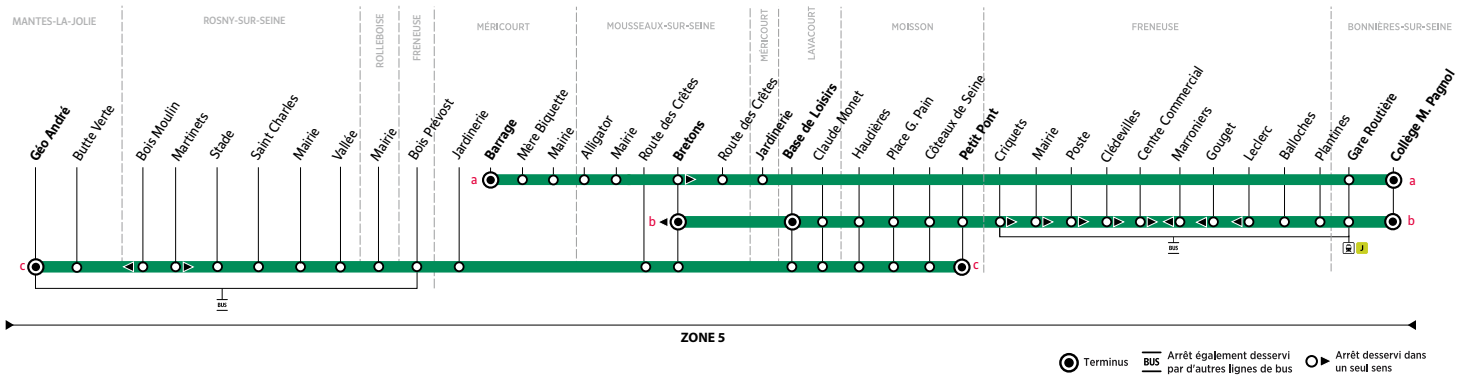 MANTES-LA-JOLIE
ROSNY-SUR-SEINE
ROLLEBOISE
FRENEUSE
MÉRICOURT
MOUSSEAUX-SUR-SEINE
MÉRICOURT
LAVACOURT
MOISSON
FRENEUSE
BONNIÈRES-SUR-SEINE
Géo André
Butte Verte
Bois Moulin
Martinets
Stade
Saint Charles
Mairie
Vallée
Mairie
Bois Prévost
Jardinerie
Barrage
Mère Biquette
Mairie
Alligator
Mairie
Route des Crêtes
Bretons
Route des Crêtes
Jardinerie
Base de Loisirs
Claude Monet
Haudières
Place G. Pain
Côteaux de Seine
Petit Pont
Criquets
Mairie
Poste
Clédevilles
Centre Commercial
Marroniers
Gouget
Leclerc
Balloches
Plantines
Gare Routière
Collège M. Pagnol
a
a
b
b
BUS
J
c
c
BUS
ZONE 5
Terminus
BUS
Arrêt également desservi
par d'autres lignes de bus
Arrêt desservi dans
un seul sens